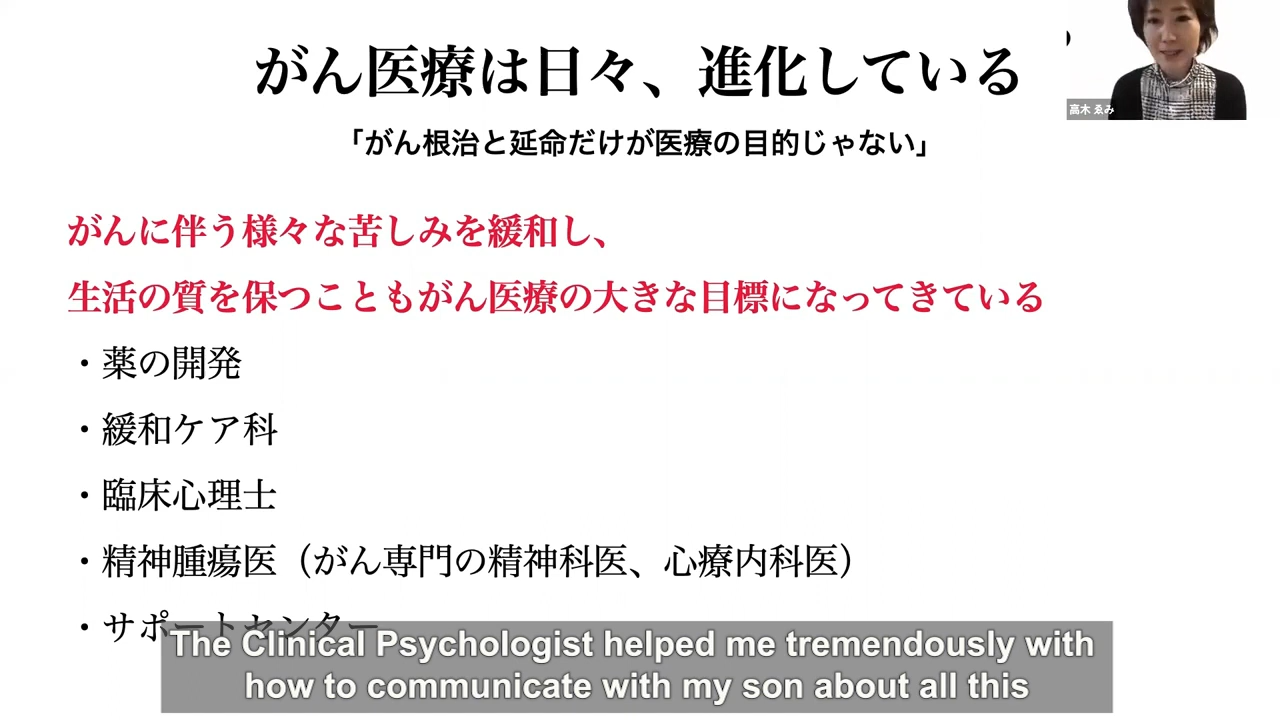 がん医療は日々、進化している
高木 ゑみ
「がん根治と延命だけが医療の目的じゃない」
がんに伴う様々な苦しみを緩和し、
生活の質を保つこともがん医療の大きな目標になってきている
・薬の開発
・緩和ケア科
・臨床心理士
・精神腫瘍医（がん専門の精神科医、心療内科医）
・サポートセンター
The Clinical Psychologist helped me tremendously with
how to communicate with my son about all this